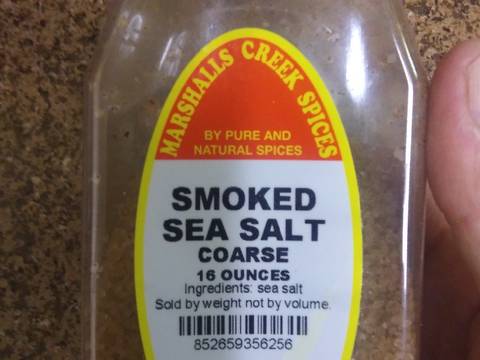 MARSHALLS CREEK SPICES
BY PURE AND
NATURAL SPICES
SMOKED
SEA SALT
COARSE
16 OUNCES
Ingredients: sea salt
Sold by weight not by volume.
852659356256